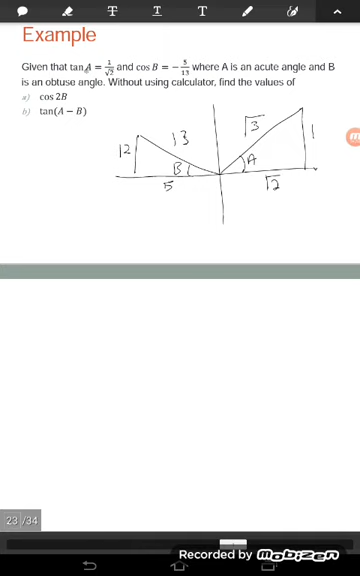 T T T
Example
Given that tan A = 1/√2 and cos B = −5/13 where A is an acute angle and B
is an obtuse angle. Without using calculator, find the values of
a) cos 2B
b) tan(A − B)
12 13 B 5
√3 1 A √2
23 /34
Recorded by mobizen